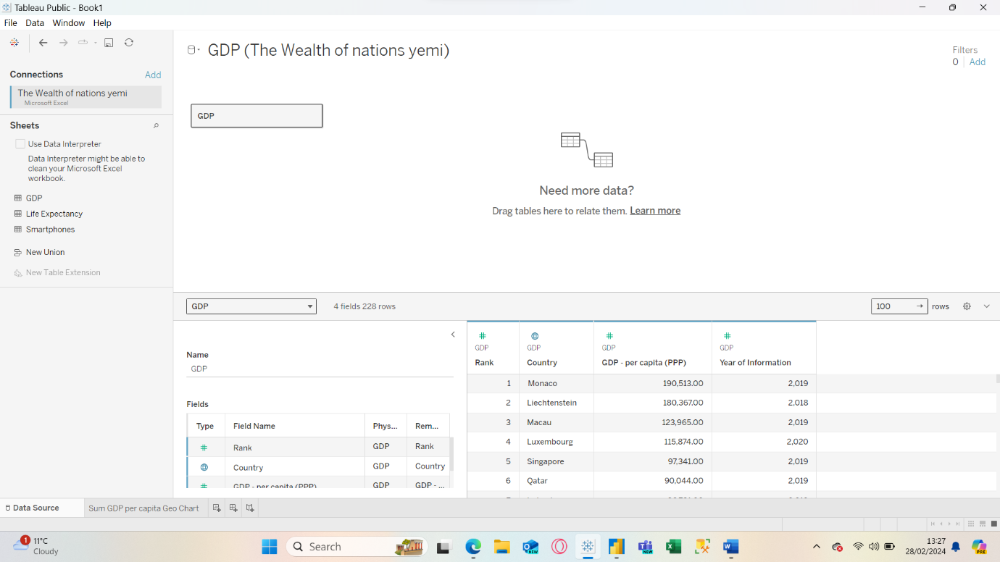 Tableau Public - Book1
File Data Window Help
Connections Add
The Wealth of nations yemi
Microsoft Excel
Sheets
Use Data Interpreter
Data Interpreter might be able to
clean your Microsoft Excel
workbook.
GDP
Life Expectancy
Smartphones
New Union
New Table Extension
GDP (The Wealth of nations yemi)
Filters
0 Add
GDP
Need more data?
Drag tables here to relate them. Learn more
GDP 4 fields 228 rows 100 rows
Name
GDP
Fields
Type Field Name Phys... Rem...
Rank GDP Rank
Country GDP Country
GDP - per capita (PPP) GDP GDP - ...
GDP GDP GDP GDP
Rank Country GDP - per capita (PPP) Year of Information
1 Monaco 190,513.00 2,019
2 Liechtenstein 180,367.00 2,018
3 Macau 123,965.00 2,019
4 Luxembourg 115,874.00 2,020
5 Singapore 97,341.00 2,019
6 Qatar 90,044.00 2,019
Data Source Sum GDP per capita Geo Chart
1 11°C
Cloudy
Search
NEW
NEW
PRE
13:27
28/02/2024